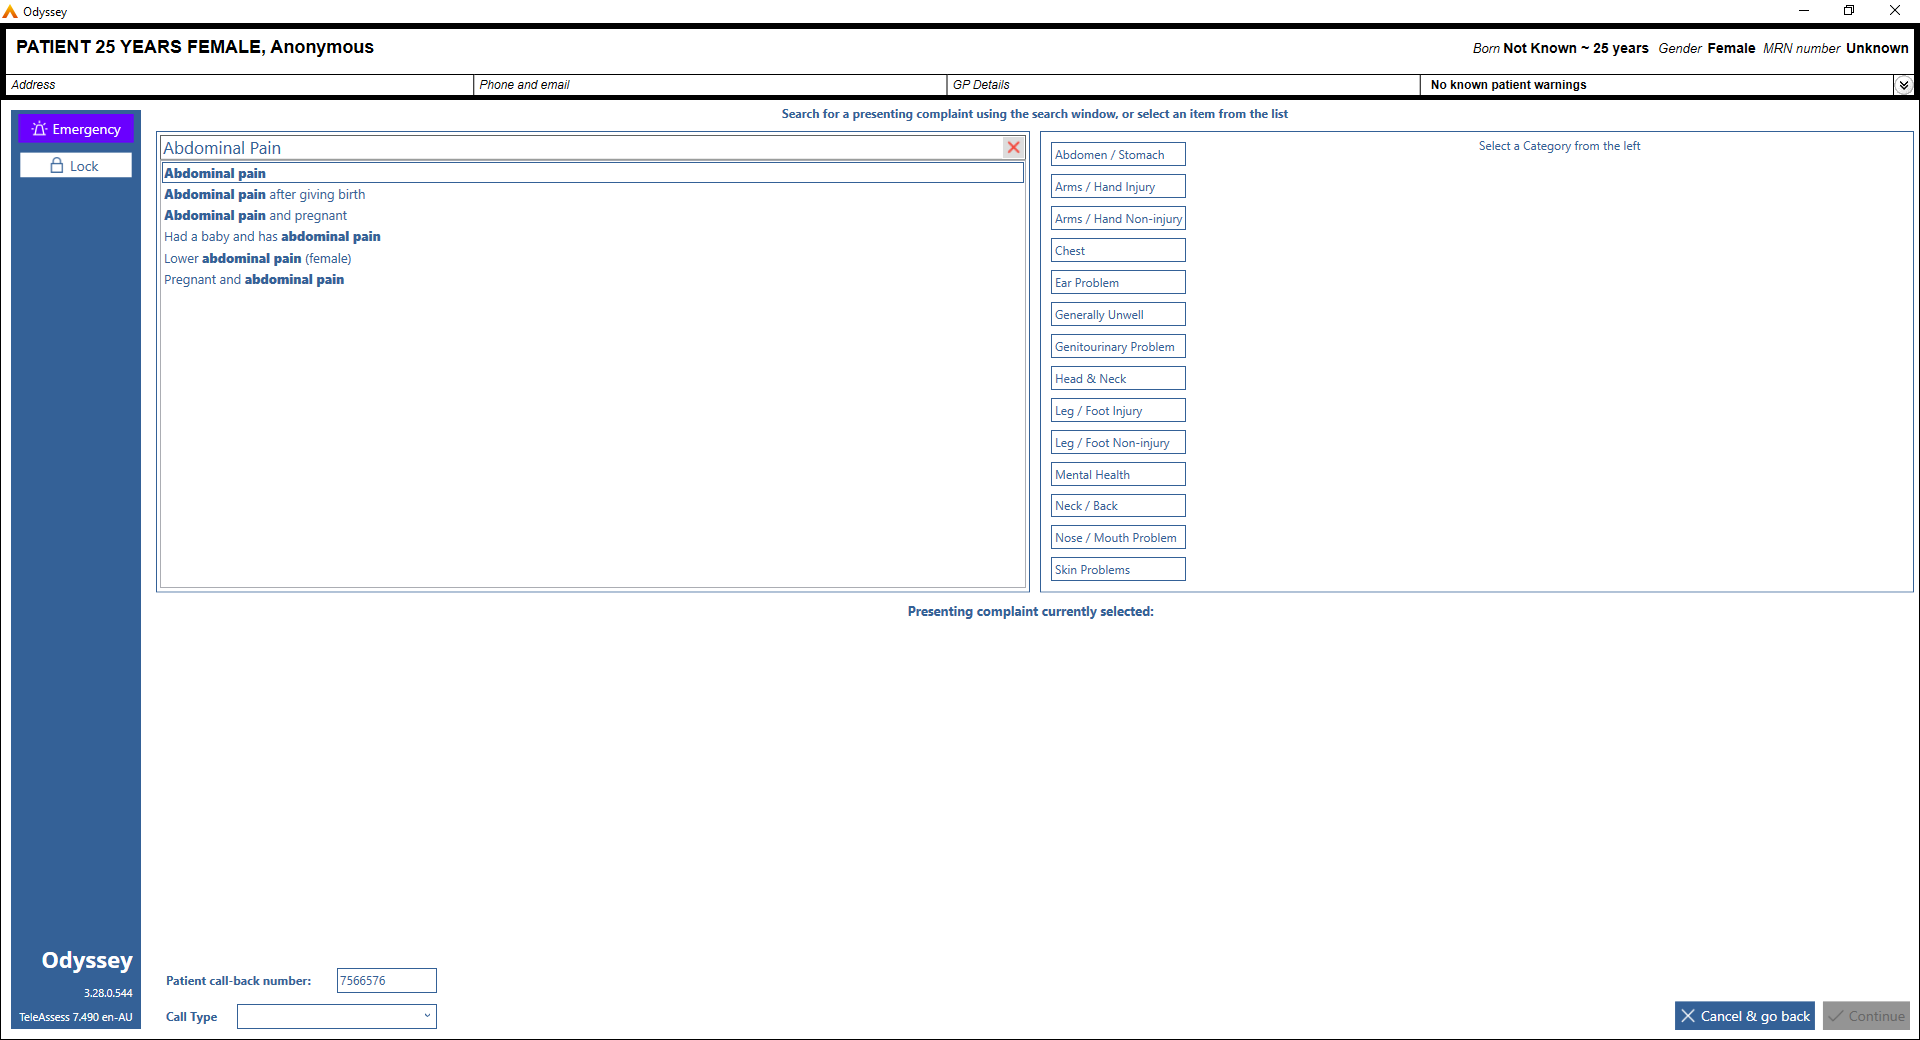 Odyssey
PATIENT 25 YEARS FEMALE, Anonymous
Born Not Known ~ 25 years Gender Female MRN number Unknown
Address
Phone and email
GP Details
No known patient warnings
Emergency
Lock
Search for a presenting complaint using the search window, or select an item from the list
Abdominal Pain
Abdominal pain
Abdominal pain after giving birth
Abdominal pain and pregnant
Had a baby and has abdominal pain
Lower abdominal pain (female)
Pregnant and abdominal pain
Abdomen / Stomach
Arms / Hand Injury
Arms / Hand Non-injury
Chest
Ear Problem
Generally Unwell
Genitourinary Problem
Head & Neck
Leg / Foot Injury
Leg / Foot Non-injury
Mental Health
Neck / Back
Nose / Mouth Problem
Skin Problems
Select a Category from the left
Presenting complaint currently selected:
Odyssey
3.28.0.544
TeleAssess 7.490 en-AU
Patient call-back number: 7566576
Call Type
Cancel & go back
Continue